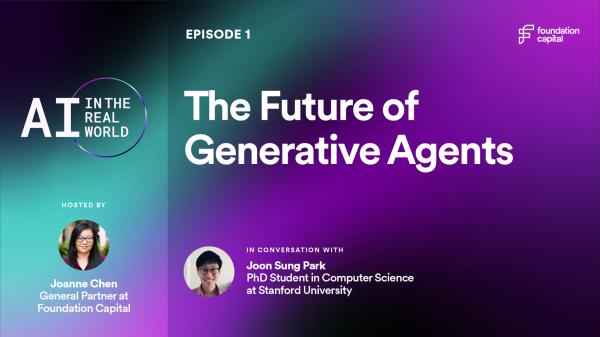 EPISODE 1
foundation
capital
AI IN THE
REAL
WORLD
The Future of
Generative Agents
HOSTED BY
Joanne Chen
General Partner at
Foundation Capital
IN CONVERSATION WITH
Joon Sung Park
PhD Student in Computer Science
at Stanford University